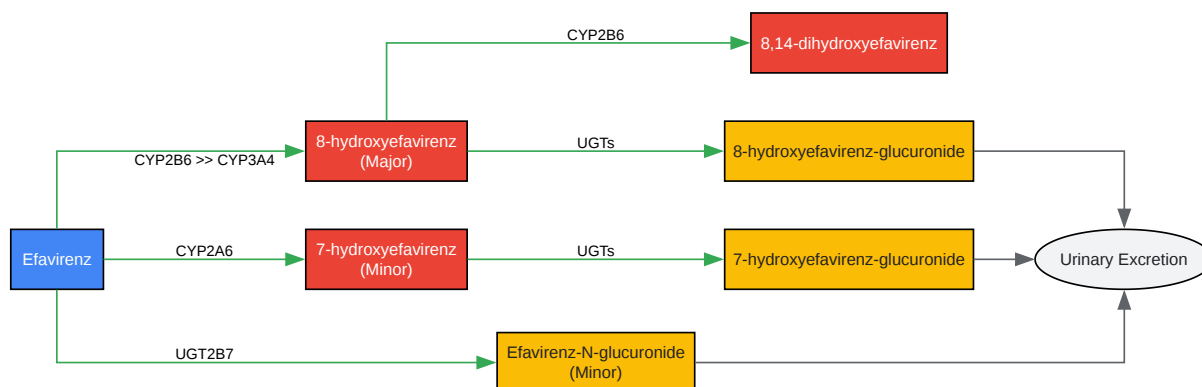 CYP2B6
8,14-dihydroxyefavirenz
8-hydroxyefavirenz
(Major)
UGTs
8-hydroxyefavirenz-glucuronide
CYP2B6 >> CYP3A4
Efavirenz
CYP2A6
7-hydroxyefavirenz
(Minor)
UGTs
7-hydroxyefavirenz-glucuronide
Urinary Excretion
UGT2B7
Efavirenz-N-glucuronide
(Minor)